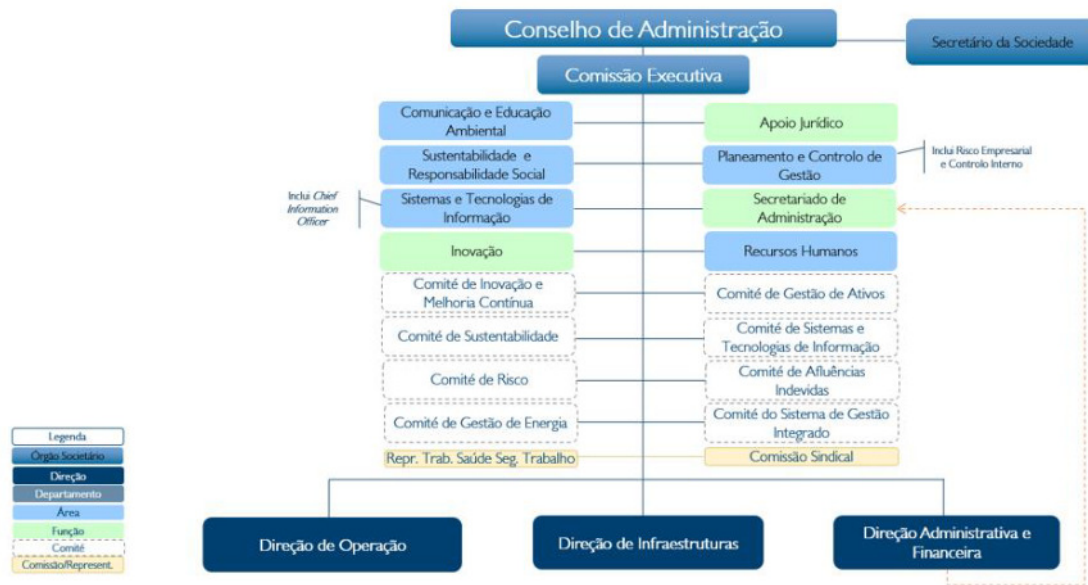 Conselho de Administração
Secretário da Sociedade
Comissão Executiva
Comunicação e Educação
Ambiental
Apoio Jurídico
Sustentabilidade e
Responsabilidade Social
Planeamento e Controlo de
Gestão
Inclui Risco Empresarial
e Controlo Interno
Inclui Chief
Information
Officer
Sistemas e Tecnologias de
Informação
Secretariado de
Administração
Inovação
Recursos Humanos
Comité de Inovação e
Melhoria Contínua
Comité de Gestão de Ativos
Comité de Sustentabilidade
Comité de Sistemas e
Tecnologias de Informação
Comité de Risco
Comité de Afluências
Indevidas
Comité de Gestão de Energia
Comité do Sistema de Gestão
Integrado
Repr. Trab. Saúde Seg. Trabalho
Comissão Sindical
Direção de Operação
Direção de Infraestruturas
Direção Administrativa e
Financeira
Legenda
Órgão Societário
Direção
Departamento
Área
Função
Comité
Comissão/Represent.